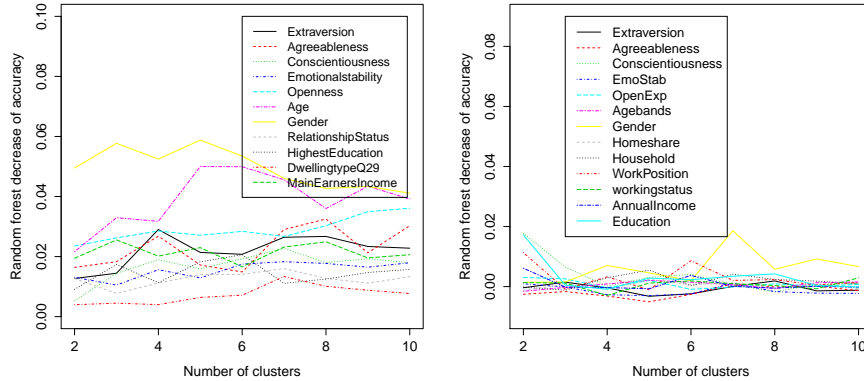 Random forest decrease of accuracy
0.10
0.08
0.06
0.04
0.02
0.00
Extraversion
Agreeableness
Conscientiousness
Emotionalstability
Openness
Age
Gender
RelationshipStatus
HighestEducation
DwellingtypeQ29
MainEarnersIncome
2 4 6 8 10
Number of clusters
Random forest decrease of accuracy
0.08
0.06
0.04
0.02
0.00
Extraversion
Agreeableness
Conscientiousness
EmoStab
OpenExp
Agebands
Gender
Homeshare
Household
WorkPosition
workingstatus
AnnualIncome
Education
2 4 6 8 10
Number of clusters